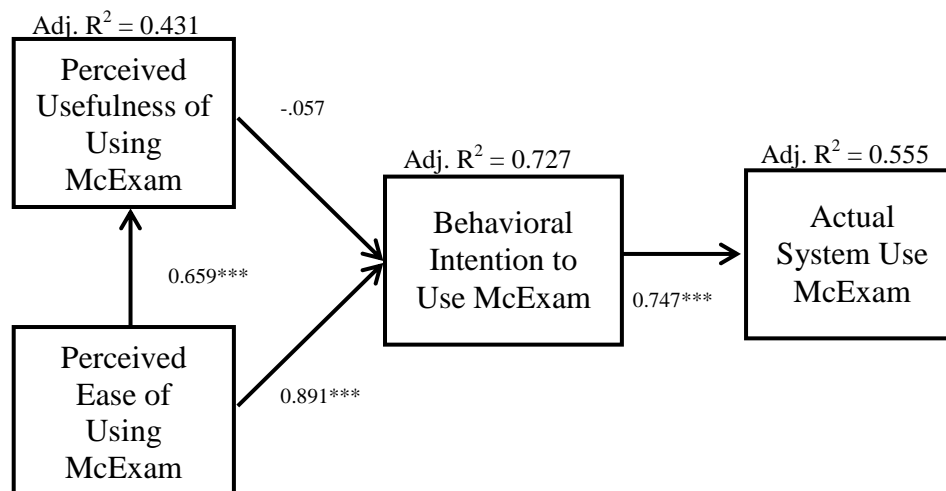 Adj. R² = 0.431
Perceived
Usefulness of
Using
McExam
-.057
Adj. R² = 0.727
Behavioral
Intention to
Use McExam
Adj. R² = 0.555
Actual
System Use
McExam
0.659***
0.747***
Perceived
Ease of
Using
McExam
0.891***